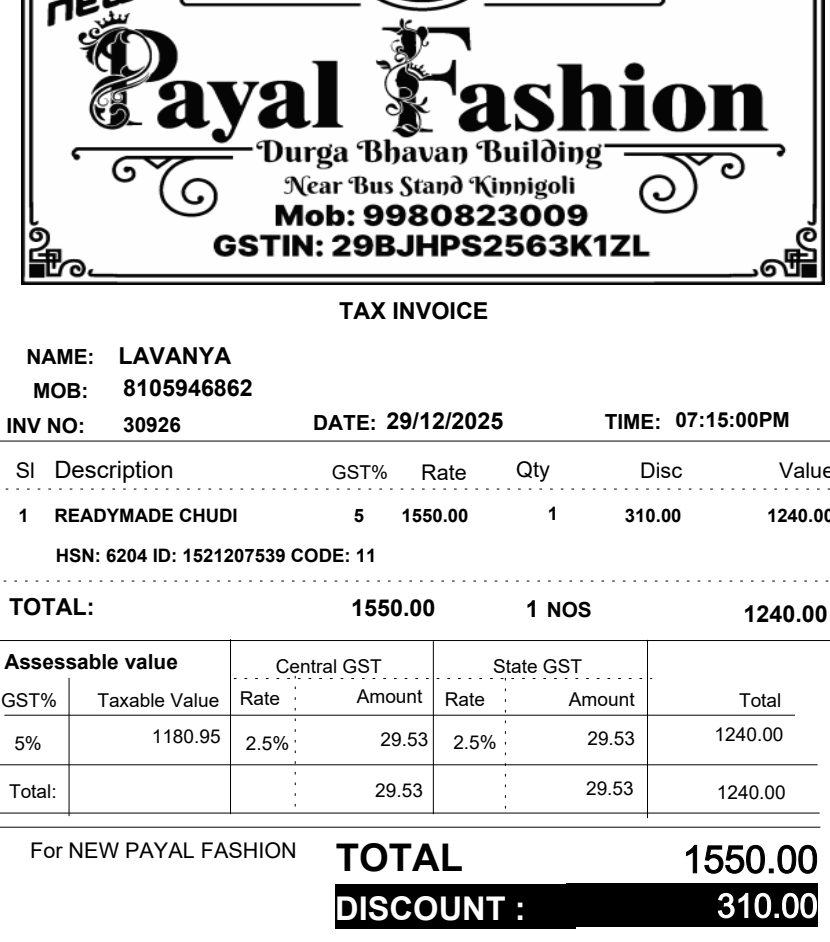 new
Payal Fashion
Durga Bhavan Building
Near Bus Stand Kinnigoli
Mob: 9980823009
GSTIN: 29BJHPS2563K1ZL
TAX INVOICE
NAME: LAVANYA
MOB: 8105946862
INV NO: 30926 DATE: 29/12/2025 TIME: 07:15:00PM
Sl Description GST% Rate Qty Disc Value
1 READYMADE CHUDI 5 1550.00 1 310.00 1240.00
HSN: 6204 ID: 1521207539 CODE: 11
TOTAL: 1550.00 1 NOS 1240.00
Assessable value Central GST State GST
GST% Taxable Value Rate Amount Rate Amount Total
5% 1180.95 2.5% 29.53 2.5% 29.53 1240.00
Total: 29.53 29.53 1240.00
For NEW PAYAL FASHION TOTAL 1550.00
DISCOUNT : 310.00